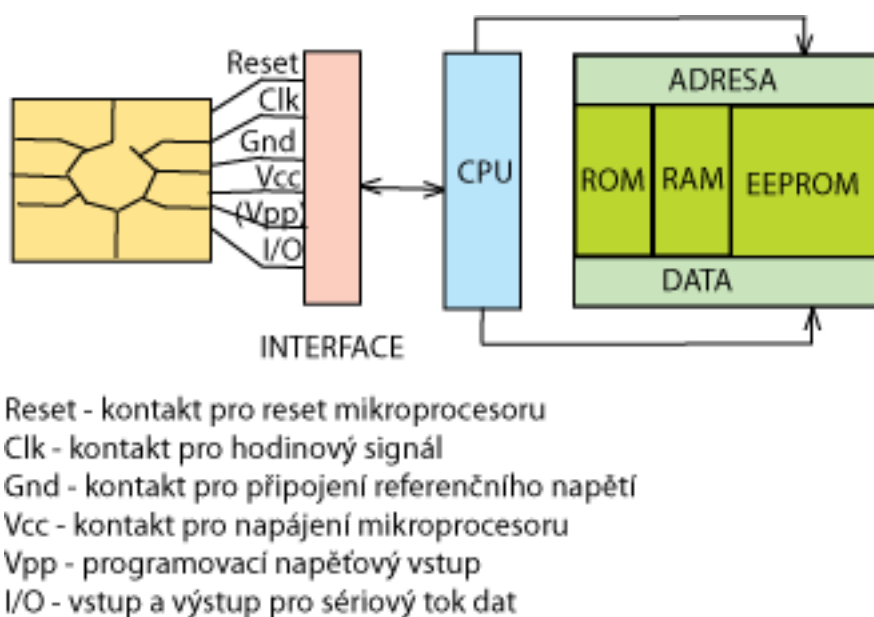 Reset
Clk
Gnd
Vcc
(Vpp)
I/O
INTERFACE
CPU
ADRESA
ROM RAM EEPROM
DATA
Reset - kontakt pro reset mikroprocesoru
Clk - kontakt pro hodinový signál
Gnd - kontakt pro připojení referenčního napětí
Vcc - kontakt pro napájení mikroprocesoru
Vpp - programovací napěťový vstup
I/O - vstup a výstup pro sériový tok dat